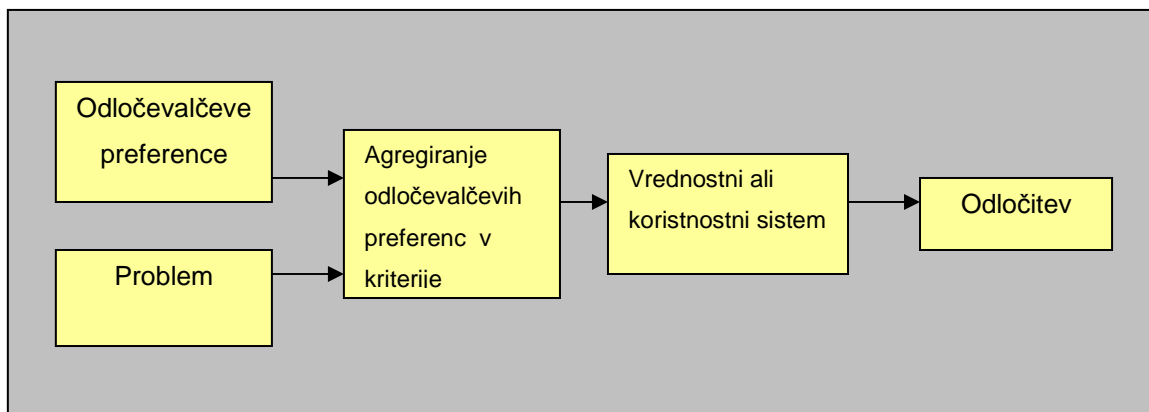 Odločevalčeve
preference
Problem
Agregiranje
odločevalčevih
preferenc v
kriterije
Vrednostni ali
koristnostni sistem
Odločitev